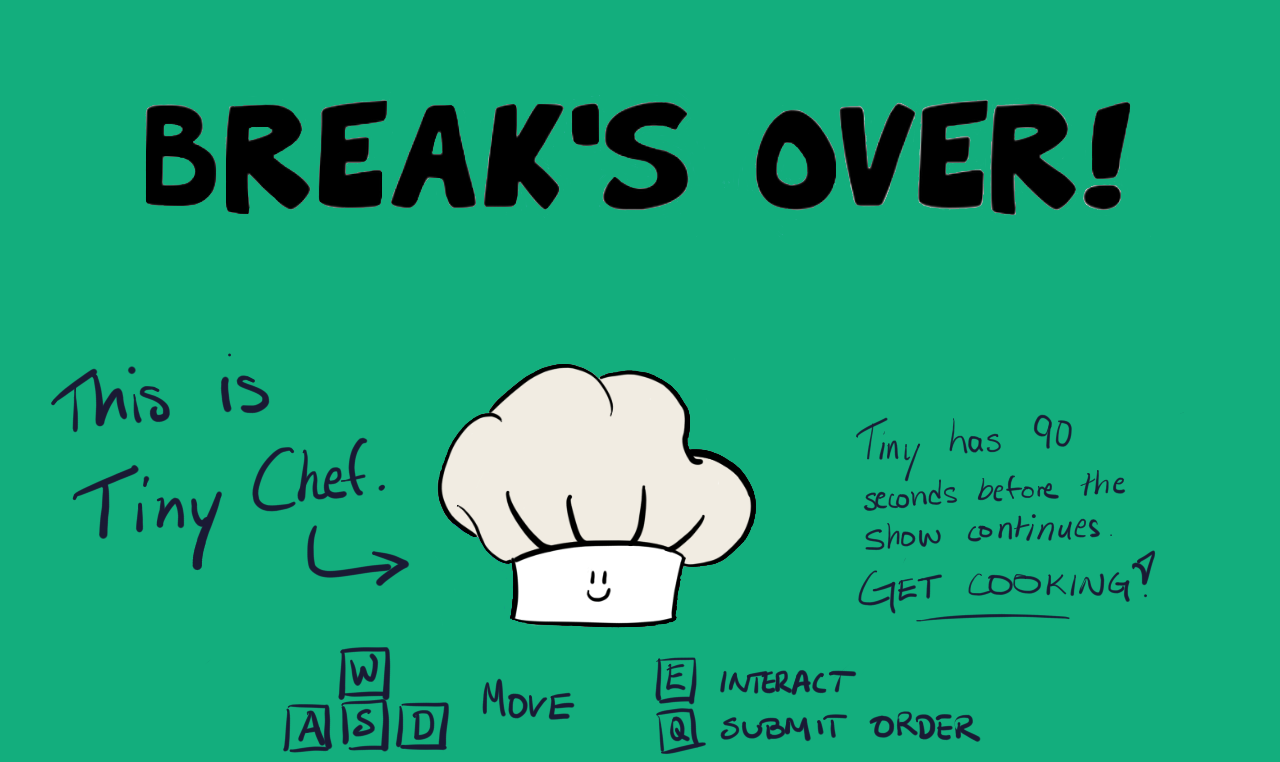 BREAK'S OVER!
This is
Tiny Chef.
Tiny has 90
seconds before the
show continues.
GET COOKING!
W
A S D
MOVE
E INTERACT
Q SUBMIT ORDER